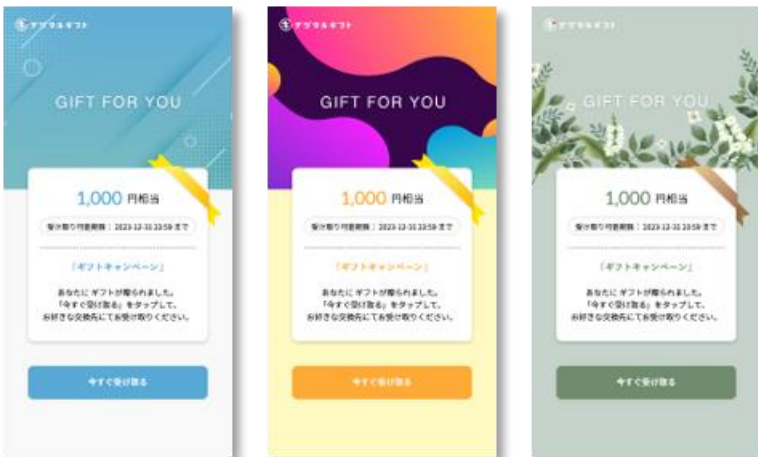 デジタルギフト
GIFT FOR YOU
1,000 円相当
受け取り可能期限：2023-12-31 23:59 まで
「ギフトキャンペーン」
あなたに ギフトが贈られました。
「今すぐ受け取る」をタップして、
お好きな交換先にてお受け取りください。
今すぐ受け取る
デジタルギフト
GIFT FOR YOU
1,000 円相当
受け取り可能期限：2023-12-31 23:59 まで
「ギフトキャンペーン」
あなたに ギフトが贈られました。
「今すぐ受け取る」をタップして、
お好きな交換先にてお受け取りください。
今すぐ受け取る
デジタルギフト
GIFT FOR YOU
1,000 円相当
受け取り可能期限：2023-12-31 23:59 まで
「ギフトキャンペーン」
あなたに ギフトが贈られました。
「今すぐ受け取る」をタップして、
お好きな交換先にてお受け取りください。
今すぐ受け取る